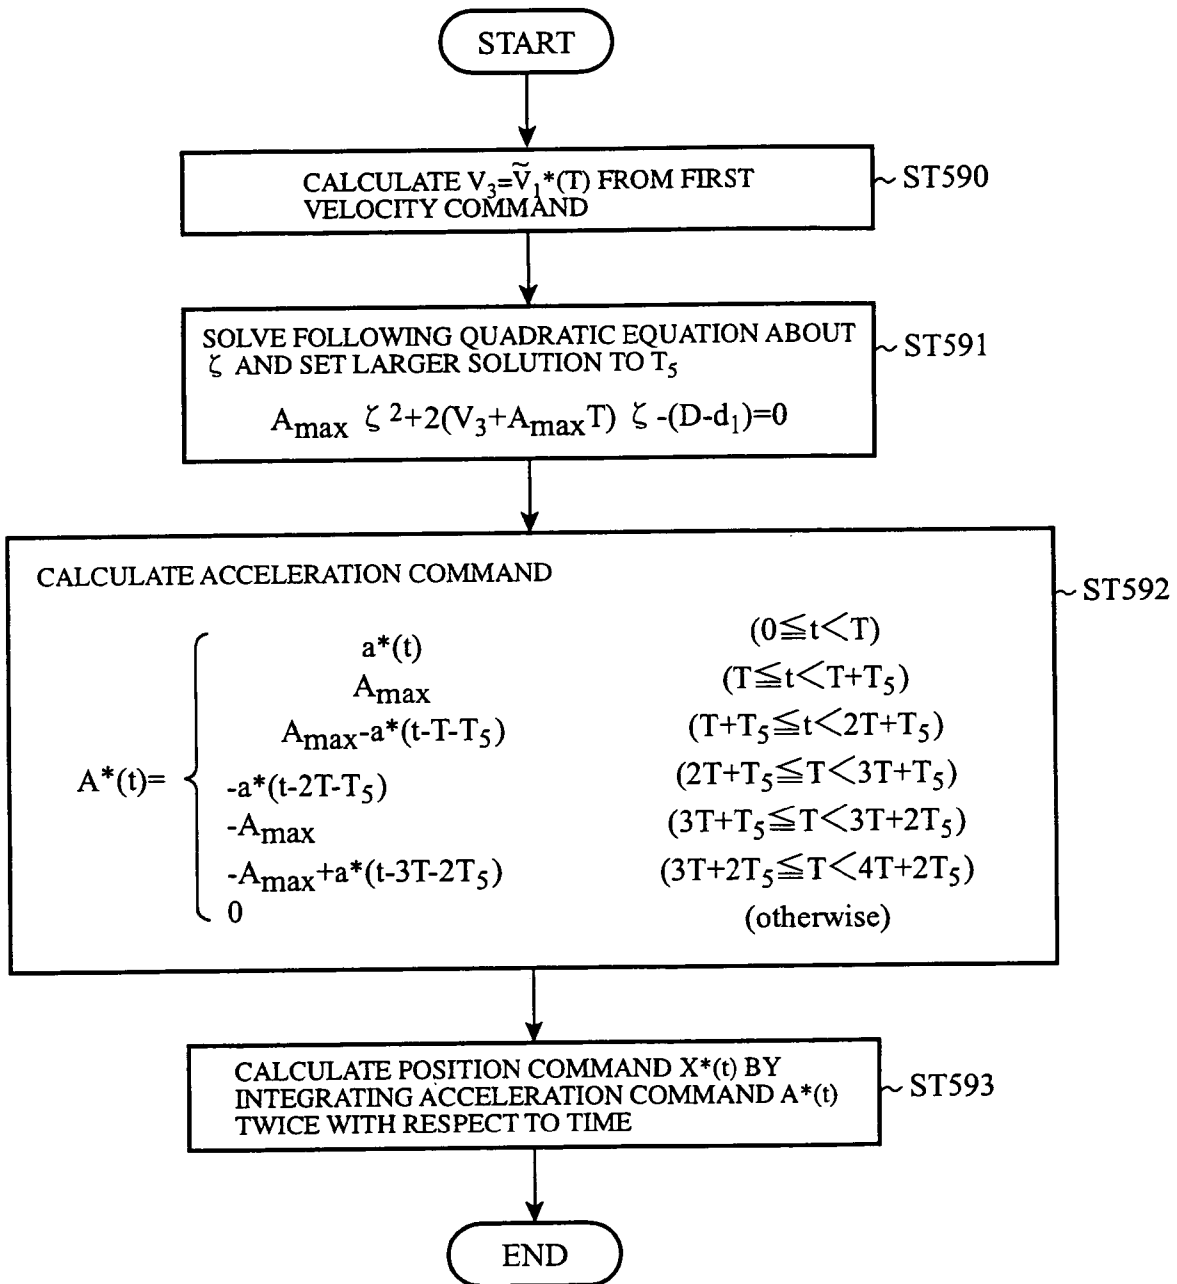 START
CALCULATE V₃=Ṽ₁*(T) FROM FIRST
VELOCITY COMMAND
ST590
SOLVE FOLLOWING QUADRATIC EQUATION ABOUT
ζ AND SET LARGER SOLUTION TO T₅
A_max ζ²+2(V₃+A_maxT) ζ -(D-d₁)=0
ST591
CALCULATE ACCELERATION COMMAND
ST592
A*(t)=
a*(t) (0≦t<T)
A_max (T≦t<T+T₅)
A_max-a*(t-T-T₅) (T+T₅≦t<2T+T₅)
-a*(t-2T-T₅) (2T+T₅≦T<3T+T₅)
-A_max (3T+T₅≦T<3T+2T₅)
-A_max+a*(t-3T-2T₅) (3T+2T₅≦T<4T+2T₅)
0 (otherwise)
CALCULATE POSITION COMMAND X*(t) BY
INTEGRATING ACCELERATION COMMAND A*(t)
TWICE WITH RESPECT TO TIME
ST593
END